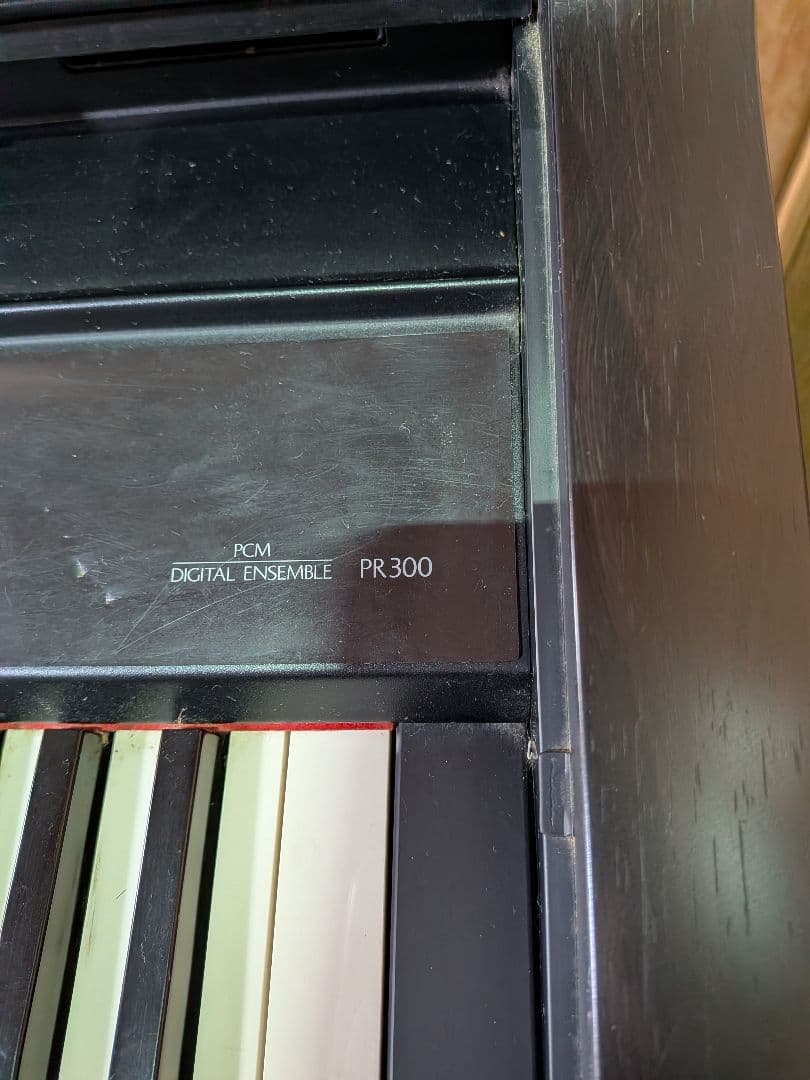 PCM
DIGITAL ENSEMBLE PR300